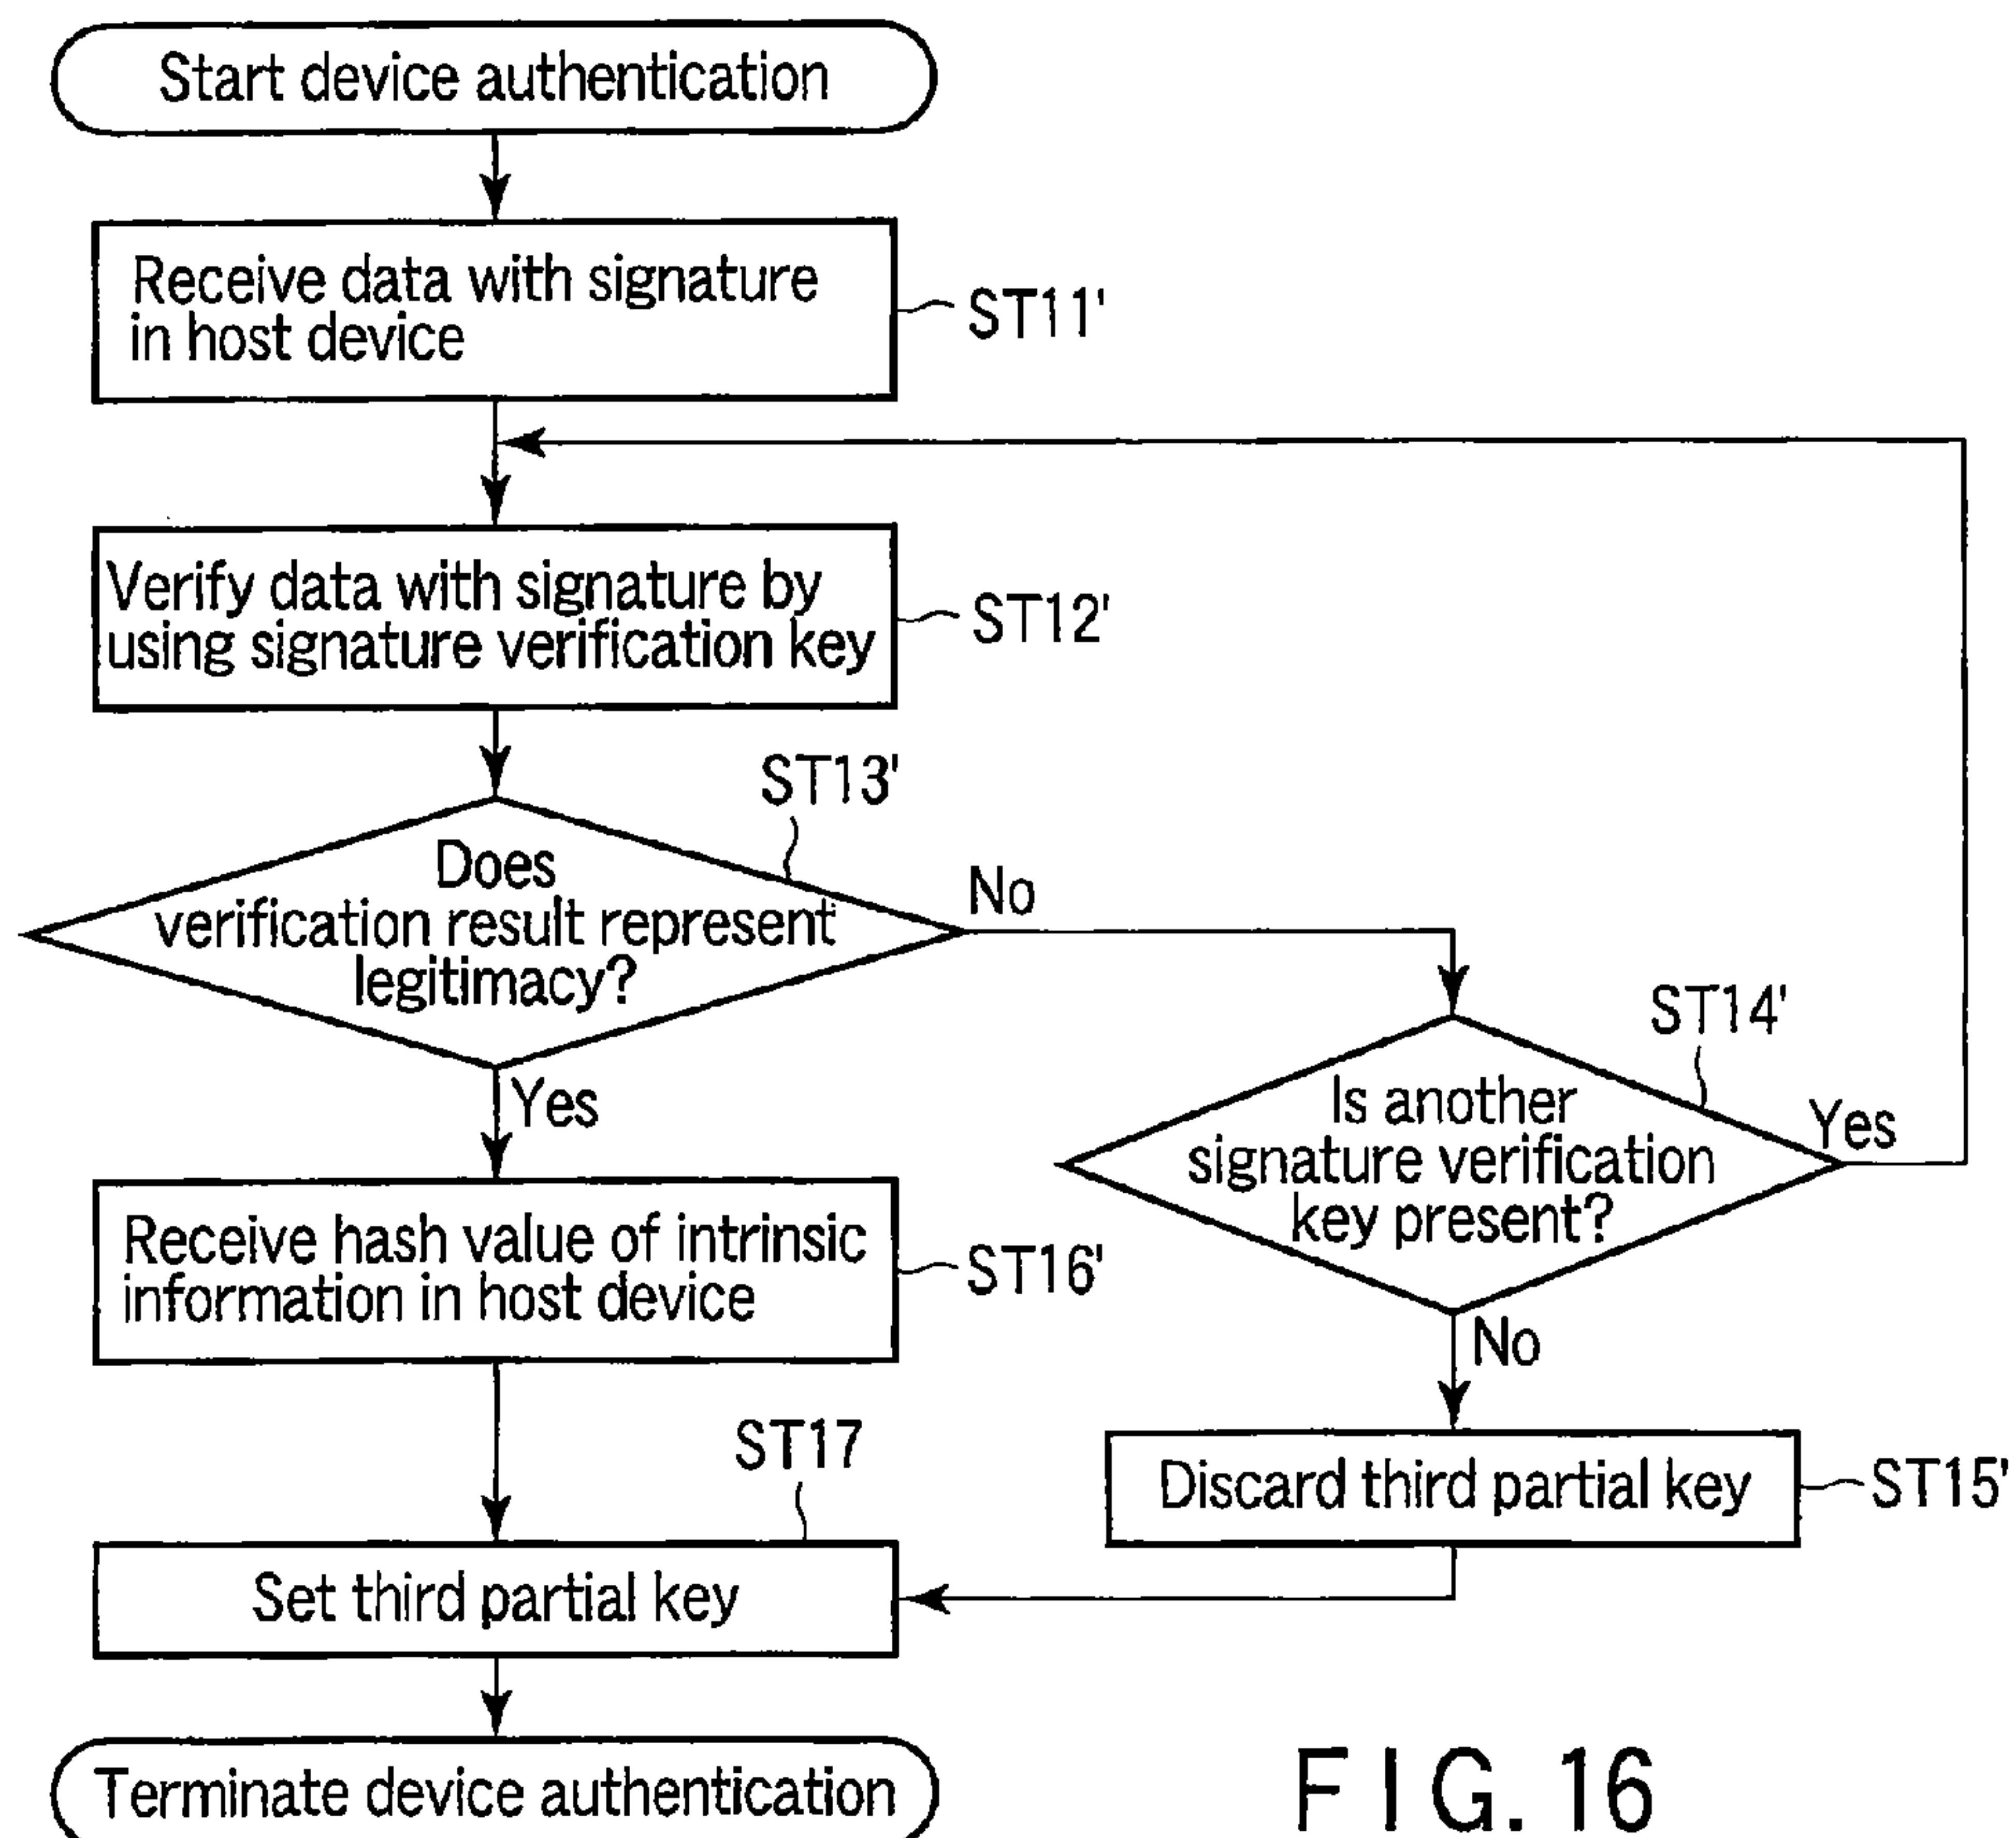 Start device authentication
Receive data with signature
in host device
ST11'
Verify data with signature by
using signature verification key
ST12'
ST13'
Does
verification result represent
legitimacy?
No
Yes
ST14'
Is another
signature verification
key present?
Yes
No
Receive hash value of intrinsic
information in host device
ST16'
ST17
Discard third partial key
ST15'
Set third partial key
Terminate device authentication
FIG. 16